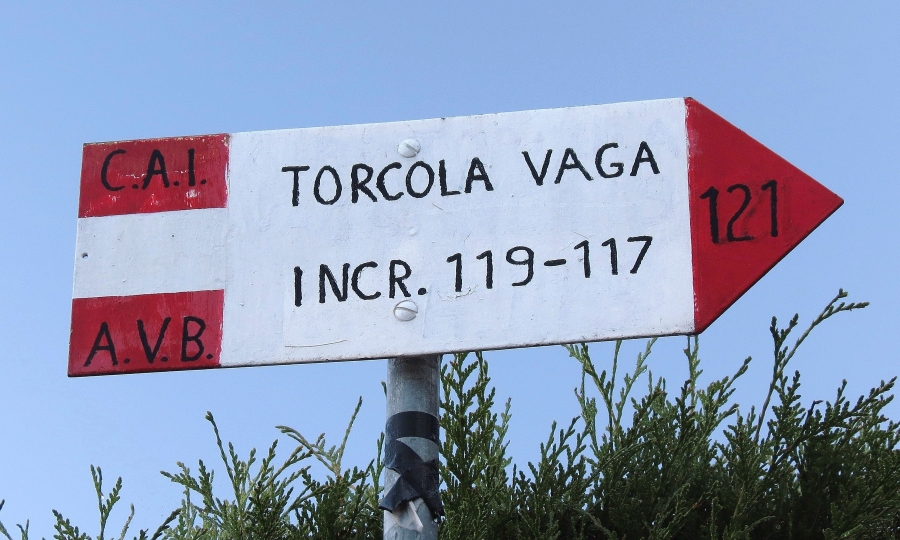 C.A.I.
A.V.B.
TORCOLA VAGA
INCR. 119-117
121